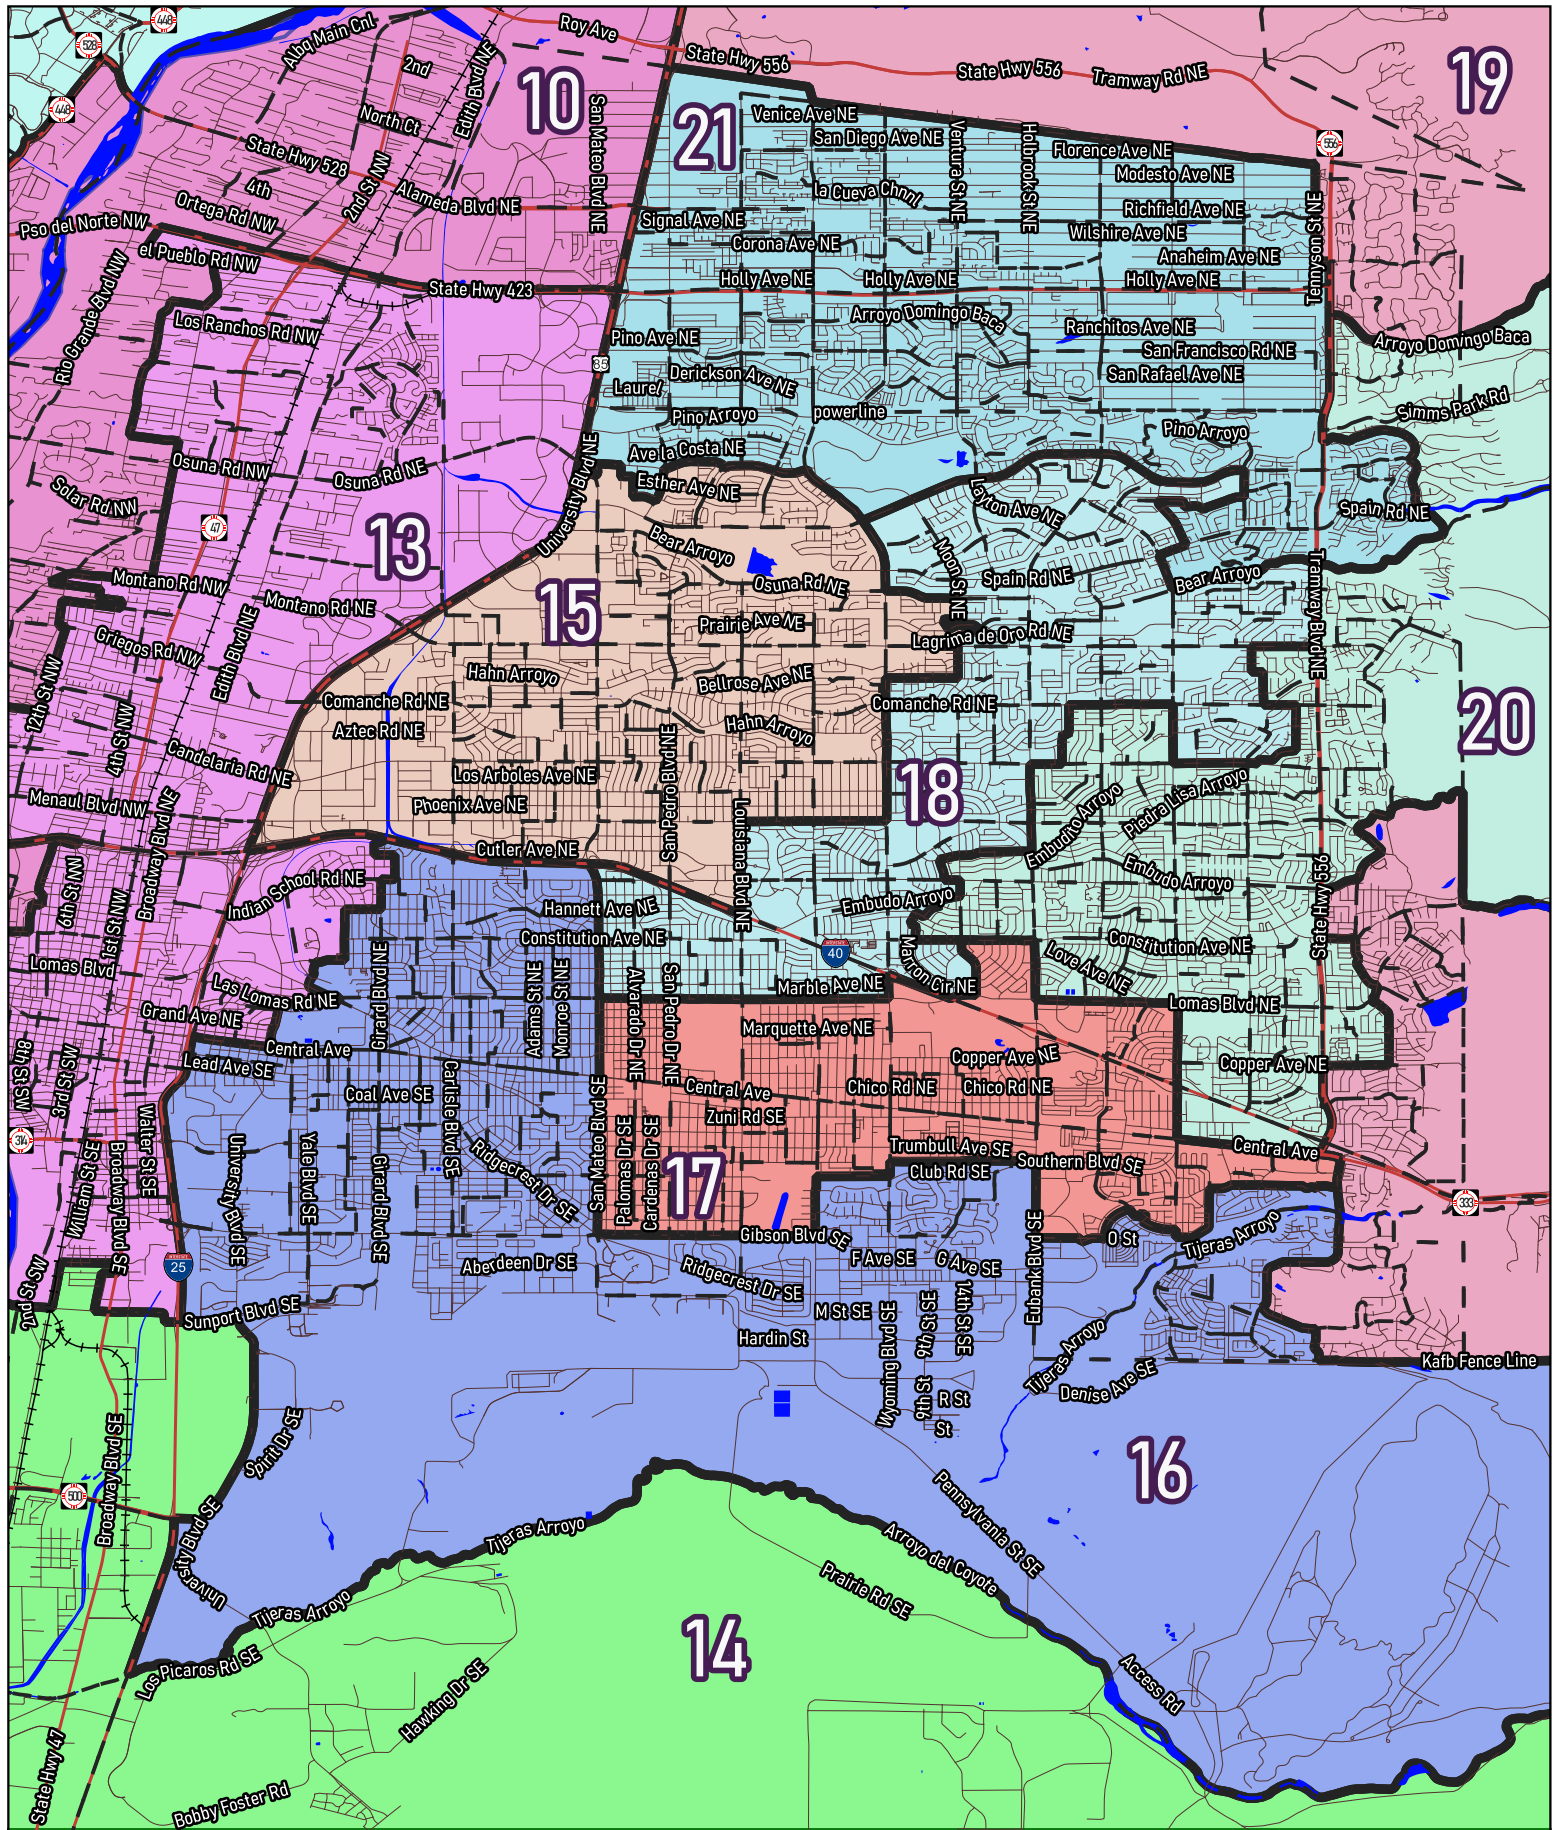 448
Roy Ave
Albq Main Cnl
528
2nd
Edith Blvd NE
State Hwy 556
State Hwy 556
Tramway Rd NE
19
10
448
San Mateo Blvd NE
North Ct
21
Venice Ave NE
San Diego Ave NE
Ventura St NE
Holbrook St NE
Florence Ave NE
556
State Hwy 528
2nd St NW
4th
Alameda Blvd NE
la Cueva Chnnl
Modesto Ave NE
Ortega Rd NW
Pso del Norte NW
Signal Ave NE
Richfield Ave NE
Wilshire Ave NE
Tennyson St NE
el Pueblo Rd NW
Corona Ave NE
Anaheim Ave NE
Rio Grande Blvd NW
State Hwy 423
Holly Ave NE
Holly Ave NE
Holly Ave NE
Los Ranchos Rd NW
Arroyo Domingo Baca
Ranchitos Ave NE
Pino Ave NE
Arroyo Domingo Baca
85
San Francisco Rd NE
Derickson Ave NE
San Rafael Ave NE
Laurel
Pino Arroyo
powerline
Simms Park Rd
Pino Arroyo
Ave la Costa NE
Osuna Rd NW
Osuna Rd NE
University Blvd NE
Esther Ave NE
Solar Rd NW
Layton Ave NE
Spain Rd NE
47
13
Bear Arroyo
Mon St NE
Montano Rd NW
Osuna Rd NE
Spain Rd NE
Bear Arroyo
Tramway Blvd NE
Montano Rd NE
15
Prairie Ave NE
Lagrima de Oro Rd NE
Griegos Rd NW
Edith Blvd NE
12th St NW
Hahn Arroyo
Bellrose Ave NE
Comanche Rd NE
Comanche Rd NE
20
4th St NW
Aztec Rd NE
Hahn Arroyo
Candelaria Rd NE
San Pedro Blvd NE
Los Arboles Ave NE
18
Piedra Lisa Arroyo
Menaul Blvd NW
Phoenix Ave NE
Embudito Arroyo
Broadway Blvd NE
Louisiana Blvd NE
Cutler Ave NE
6th St NW
Indian School Rd NE
Embudo Arroyo
State Hwy 556
Embudo Arroyo
1st St NW
Hannett Ave NE
Constitution Ave NE
40
Constitution Ave NE
Lomas Blvd
Girard Blvd NE
Adams St NE
Monroe St NE
Alvarado Dr NE
San Pedro Dr NE
Love Ave NE
Las Lomas Rd NE
Marble Ave NE
Lomas Blvd NE
Grand Ave NE
Marquette Ave NE
8th St SW
3rd St SW
Central Ave
Copper Ave NE
Copper Ave NE
Lead Ave SE
Central Ave
Chico Rd NE
Chico Rd NE
Coal Ave SE
Carlisle Blvd SE
San Mateo Blvd SE
Zuni Rd SE
Walter St SE
314
Palomas Dr SE
Cardenas Dr SE
Trumbull Ave SE
Central Ave
William St SE
Broadway Blvd SE
University Blvd SE
Yale Blvd SE
Girard Blvd SE
Ridgecrest Dr SE
17
Club Rd SE
Southern Blvd SE
333
Gibson Blvd SE
O St
Tijeras Arroyo
25
Aberdeen Dr SE
Ridgecrest Dr SE
F Ave SE
G Ave SE
Eubank Blvd SE
2nd St SW
Sunport Blvd SE
M St SE
Wyoming Blvd SE
9th St SE
14th St SE
Hardin St
Tijeras Arroyo
Kafb Fence Line
Denise Ave SE
9th St
R St
St
Spirit Dr SE
Broadway Blvd SE
16
500
Pennsylvania St SE
University Blvd SE
Tijeras Arroyo
Arroyo del Coyote
Tijeras Arroyo
Prairie Rd SE
14
Los Picaros Rd SE
Access Rd
Hawking Dr SE
State Hwy 47
Bobby Foster Rd